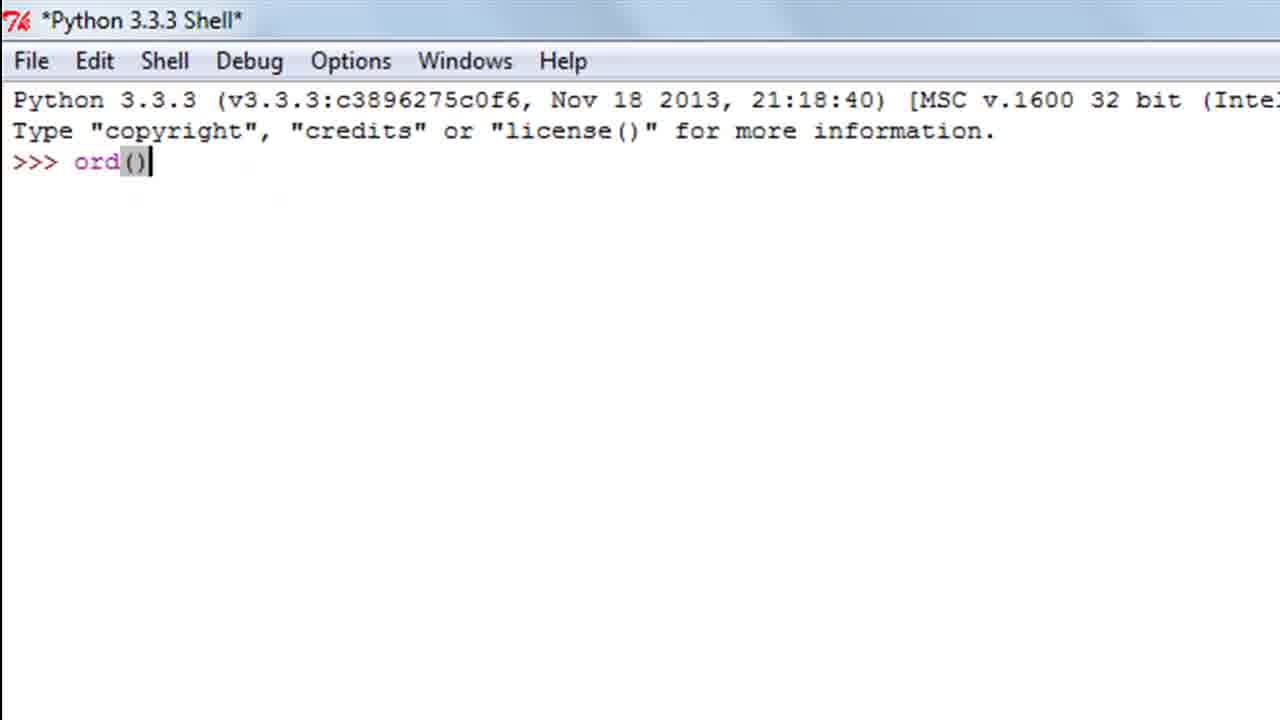 *Python 3.3.3 Shell*
File Edit Shell Debug Options Windows Help
Python 3.3.3 (v3.3.3:c3896275c0f6, Nov 18 2013, 21:18:40) [MSC v.1600 32 bit (Intel
Type "copyright", "credits" or "license()" for more information.
>>> ord()